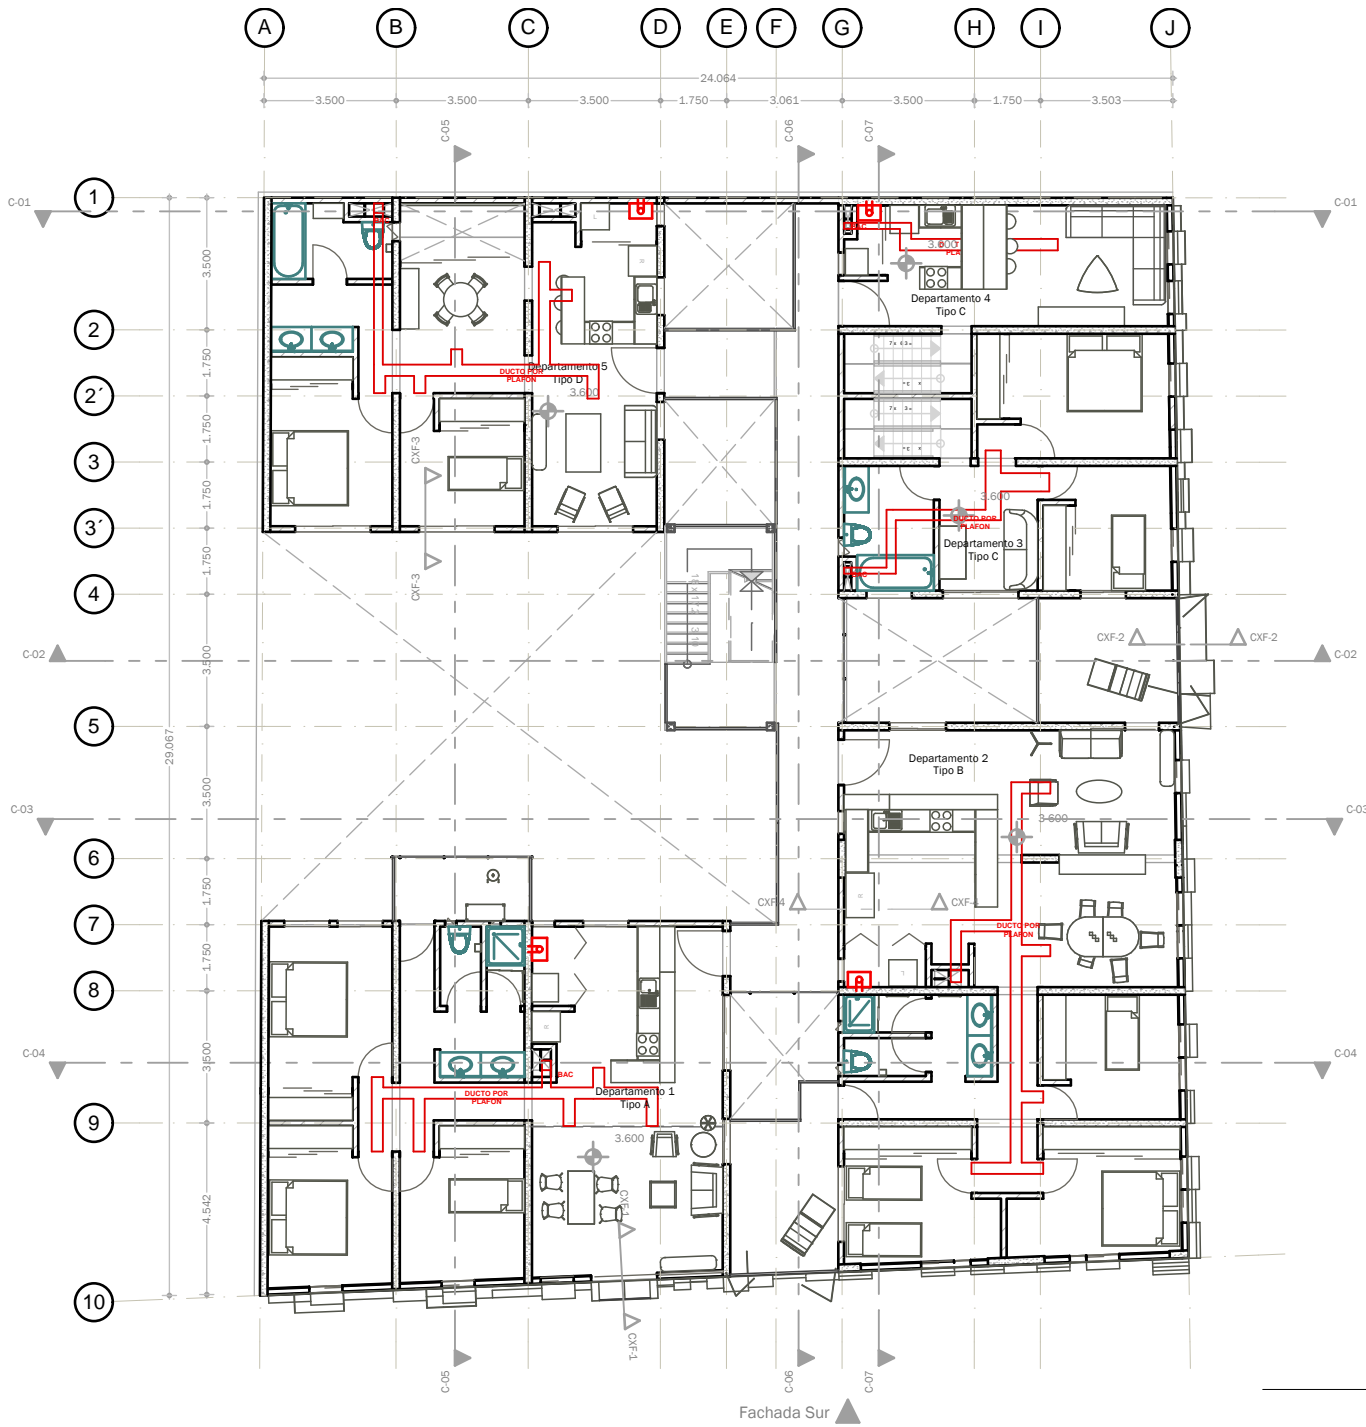 A B C D E F G H I J
24.064
3.500 3.500 3.500 1.750 3.061 3.500 1.750 3.503
C-05 C-06 C-07
C-01 1 C-01
BAC
3.600
Departamento 4
Tipo C
3.500
2
1.750
Departamento 5
Tipo D
DUCTO POR
PLAFON
3.600
2´
1.750
CXF-3
3
3.600
1.750
DUCTO POR
PLAFON
3´
Departamento 3
Tipo C
1.750
CXF-3
BAC
4
CXF-2 CXF-2
C-02 3.500 C-02
5
29.067
Departamento 2
Tipo B
3.500
C-03 3.600 C-03
6
1.750
CXF-4 CXF-4
7
DUCTO POR
PLAFON
1.750
8
C-04 3.500 C-04
BAC
DUCTO POR
PLAFON
Departamento 1
Tipo A
9
3.600
4.542
CXF-1
10
CXF-1
C-05 C-06 C-07
Fachada Sur